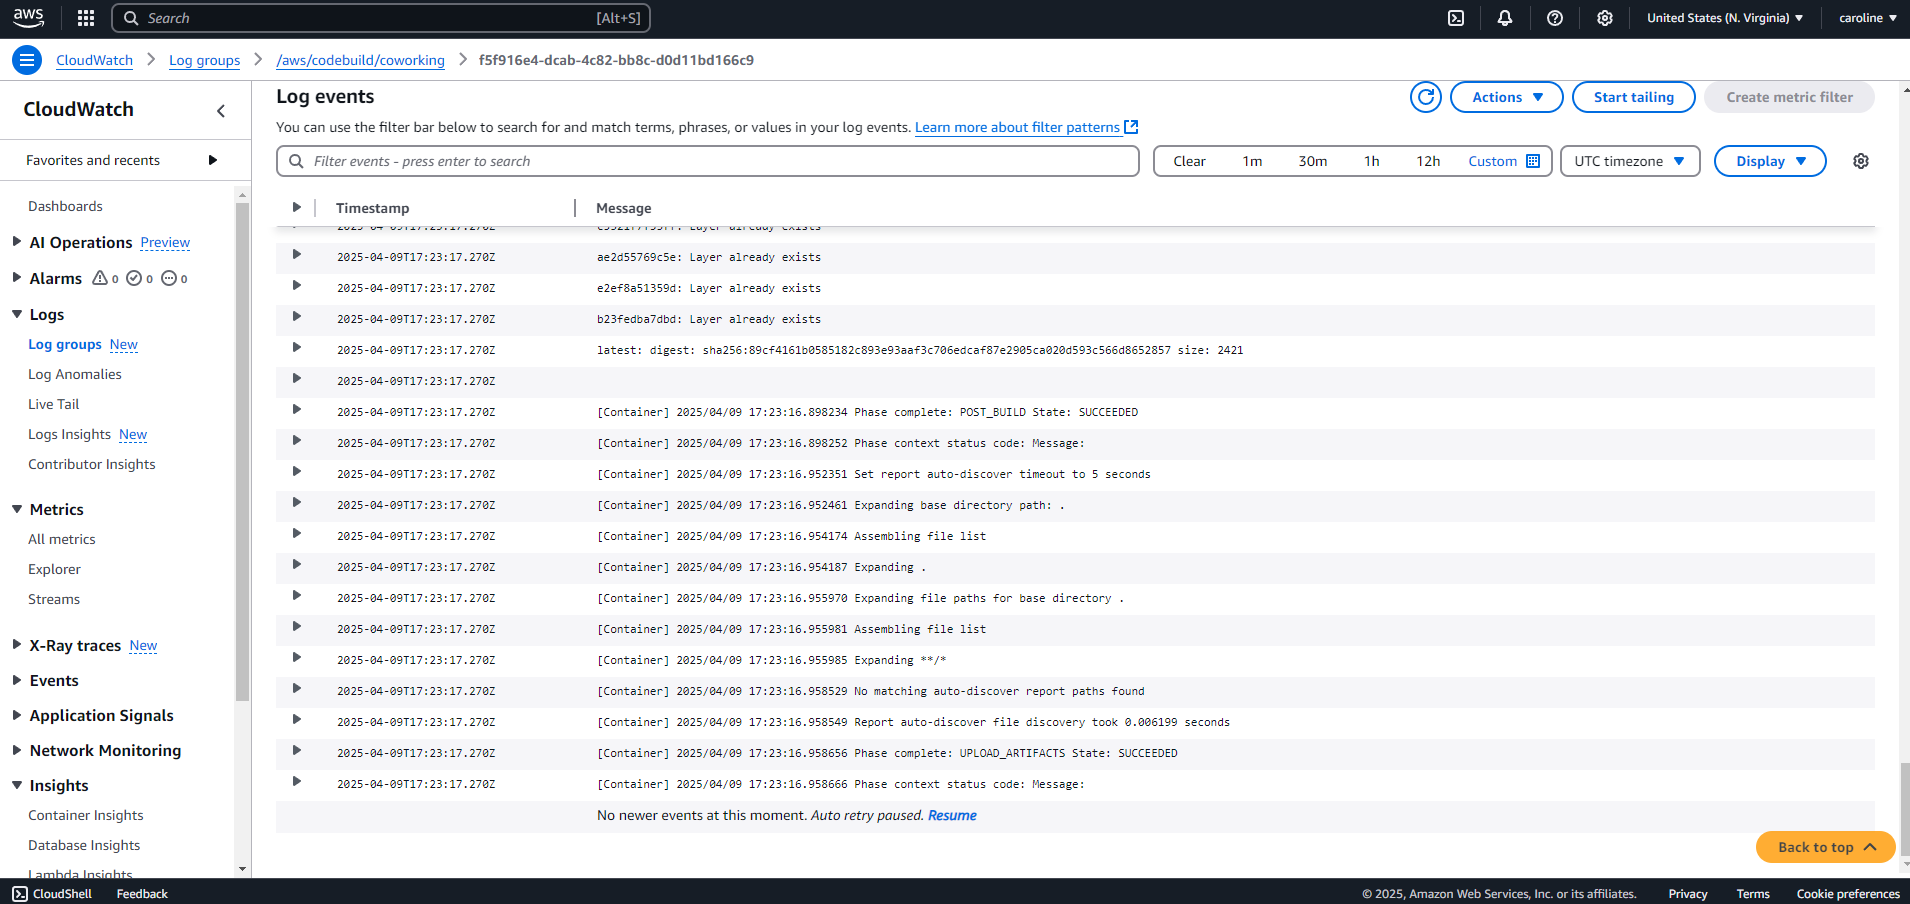 aws
Search [Alt+S]
United States (N. Virginia)
caroline
CloudWatch
Log groups
/aws/codebuild/coworking
f5f916e4-dcab-4c82-bb8c-d0d11bd166c9
CloudWatch
Favorites and recents
Dashboards
AI Operations Preview
Alarms 0 0 0
Logs
Log groups New
Log Anomalies
Live Tail
Logs Insights New
Contributor Insights
Metrics
All metrics
Explorer
Streams
X-Ray traces New
Events
Application Signals
Network Monitoring
Insights
Container Insights
Database Insights
Lambda Insights
Log events
Actions
Start tailing
Create metric filter
You can use the filter bar below to search for and match terms, phrases, or values in your log events. Learn more about filter patterns
Filter events - press enter to search
Clear 1m 30m 1h 12h Custom
UTC timezone
Display
Timestamp Message
2025-04-09T17:23:17.270Z Layer already exists
2025-04-09T17:23:17.270Z ae2d55769c5e: Layer already exists
2025-04-09T17:23:17.270Z e2ef8a51359d: Layer already exists
2025-04-09T17:23:17.270Z b23fedba7dbd: Layer already exists
2025-04-09T17:23:17.270Z latest: digest: sha256:89cf4161b0585182c893e93aaf3c706edcaf87e2905ca020d593c566d8652857 size: 2421
2025-04-09T17:23:17.270Z
2025-04-09T17:23:17.270Z [Container] 2025/04/09 17:23:16.898234 Phase complete: POST_BUILD State: SUCCEEDED
2025-04-09T17:23:17.270Z [Container] 2025/04/09 17:23:16.898252 Phase context status code: Message:
2025-04-09T17:23:17.270Z [Container] 2025/04/09 17:23:16.952351 Set report auto-discover timeout to 5 seconds
2025-04-09T17:23:17.270Z [Container] 2025/04/09 17:23:16.952461 Expanding base directory path: .
2025-04-09T17:23:17.270Z [Container] 2025/04/09 17:23:16.954174 Assembling file list
2025-04-09T17:23:17.270Z [Container] 2025/04/09 17:23:16.954187 Expanding .
2025-04-09T17:23:17.270Z [Container] 2025/04/09 17:23:16.955970 Expanding file paths for base directory .
2025-04-09T17:23:17.270Z [Container] 2025/04/09 17:23:16.955981 Assembling file list
2025-04-09T17:23:17.270Z [Container] 2025/04/09 17:23:16.955985 Expanding **/*
2025-04-09T17:23:17.270Z [Container] 2025/04/09 17:23:16.958529 No matching auto-discover report paths found
2025-04-09T17:23:17.270Z [Container] 2025/04/09 17:23:16.958549 Report auto-discover file discovery took 0.006199 seconds
2025-04-09T17:23:17.270Z [Container] 2025/04/09 17:23:16.958656 Phase complete: UPLOAD_ARTIFACTS State: SUCCEEDED
2025-04-09T17:23:17.270Z [Container] 2025/04/09 17:23:16.958666 Phase context status code: Message:
No newer events at this moment. Auto retry paused. Resume
Back to top
CloudShell Feedback
© 2025, Amazon Web Services, Inc. or its affiliates. Privacy Terms Cookie preferences